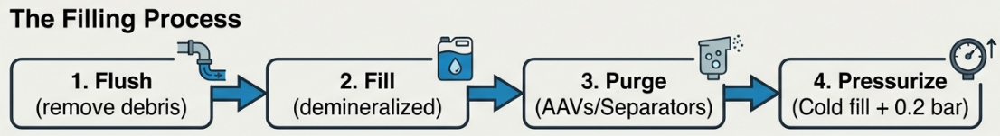 The Filling Process
1. Flush
(remove debris)
2. Fill
(demineralized)
3. Purge
(AAVs/Separators)
4. Pressurize
(Cold fill + 0.2 bar)